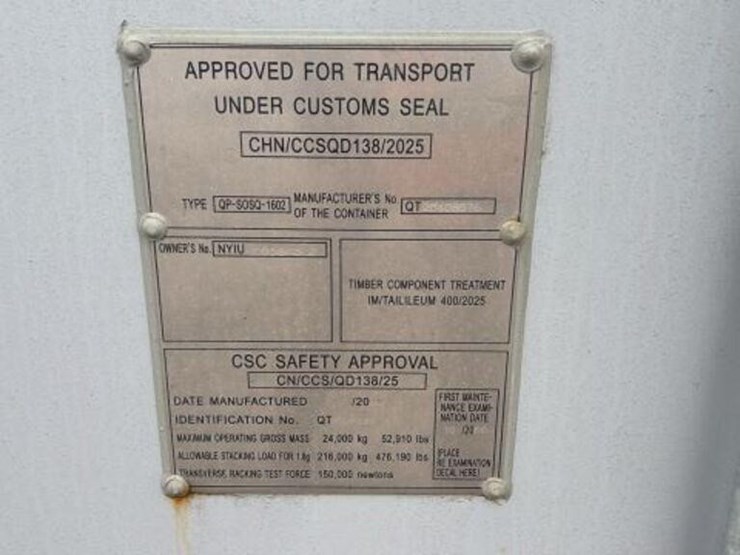 APPROVED FOR TRANSPORT
UNDER CUSTOMS SEAL
CHN/CCSQD138/2025
TYPE QP-SOSQ-1602 MANUFACTURER'S No. OF THE CONTAINER QT
OWNER'S No. NYIU
TIMBER COMPONENT TREATMENT
IM/TAILILEUM 400/2025
CSC SAFETY APPROVAL
CN/CCS/QD138/25
DATE MANUFACTURED /20
IDENTIFICATION No. QT
MAXIMUM OPERATING GROSS MASS 24,000 kg 52,910 lbs
ALLOWABLE STACKING LOAD FOR 1.8g 216,000 kg 476,190 lbs
TRANSVERSE RACKING TEST FORCE 150,000 newtons
FIRST MAINTE-
NANCE EXAMI-
NATION DATE
/20
(PLACE
RE EXAMINATION
DECAL HERE)